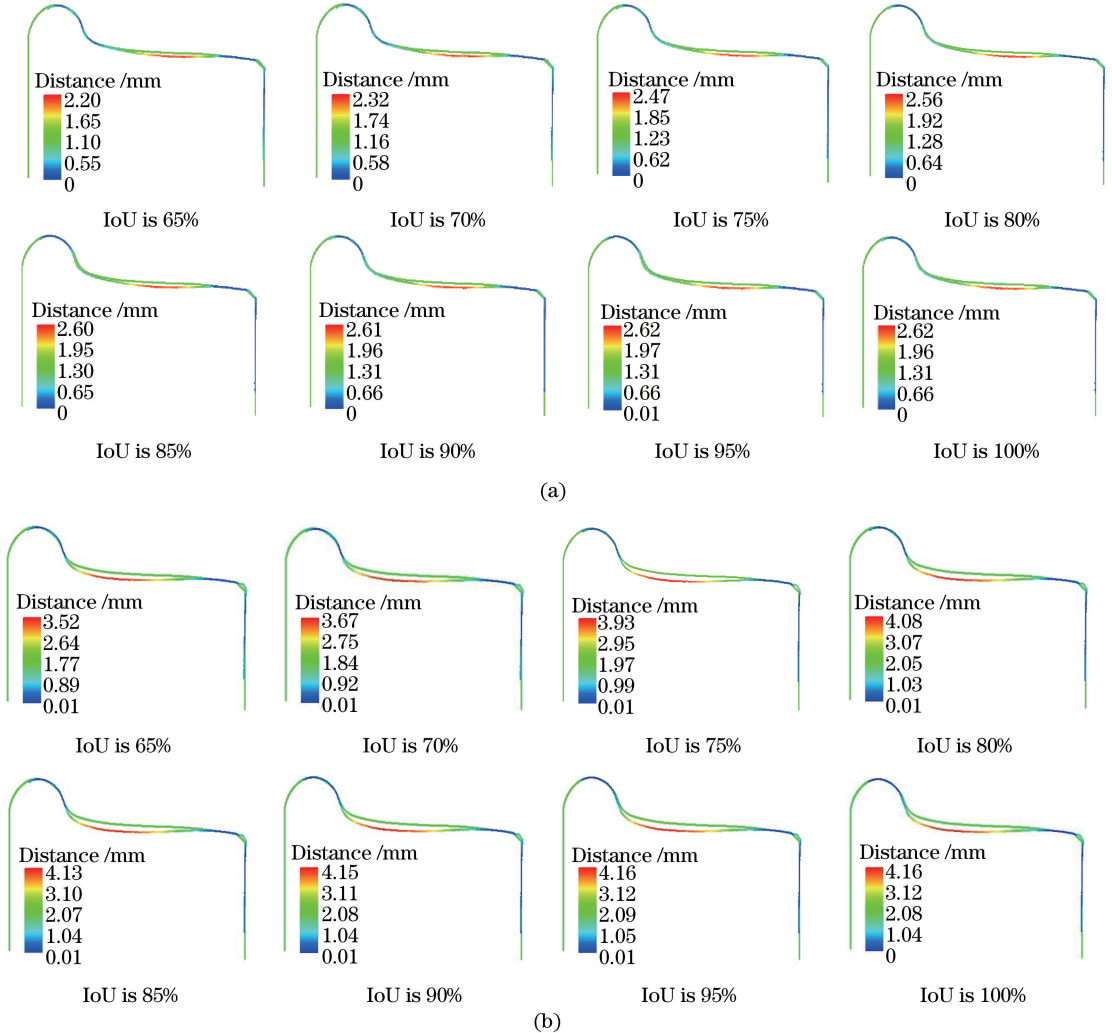 Distance /mm
2.20
1.65
1.10
0.55
0
IoU is 65%
Distance /mm
2.32
1.74
1.16
0.58
0
IoU is 70%
Distance /mm
2.47
1.85
1.23
0.62
0
IoU is 75%
Distance /mm
2.56
1.92
1.28
0.64
0
IoU is 80%
Distance /mm
2.60
1.95
1.30
0.65
0
IoU is 85%
Distance /mm
2.61
1.96
1.31
0.66
0
IoU is 90%
Distance /mm
2.62
1.97
1.31
0.66
0.01
IoU is 95%
Distance /mm
2.62
1.96
1.31
0.66
0
IoU is 100%
(a)
Distance /mm
3.52
2.64
1.77
0.89
0.01
IoU is 65%
Distance /mm
3.67
2.75
1.84
0.92
0.01
IoU is 70%
Distance /mm
3.93
2.95
1.97
0.99
0.01
IoU is 75%
Distance /mm
4.08
3.07
2.05
1.03
0.01
IoU is 80%
Distance /mm
4.13
3.10
2.07
1.04
0.01
IoU is 85%
Distance /mm
4.15
3.11
2.08
1.04
0.01
IoU is 90%
Distance /mm
4.16
3.12
2.09
1.05
0.01
IoU is 95%
Distance /mm
4.16
3.12
2.08
1.04
0
IoU is 100%
(b)